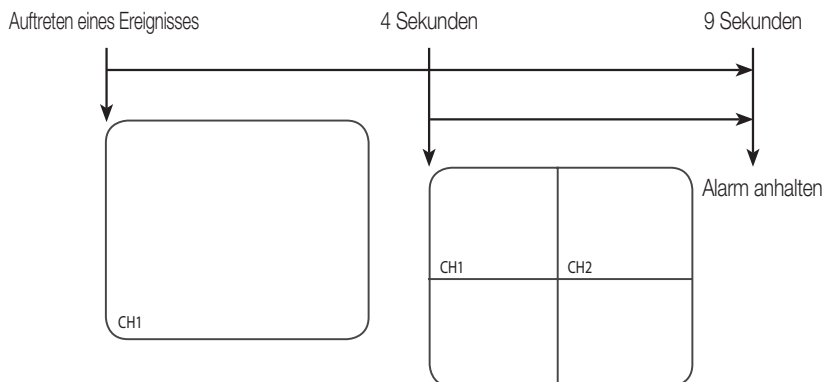 Auftreten eines Ereignisses
4 Sekunden
9 Sekunden
Alarm anhalten
CH1
CH2
CH1